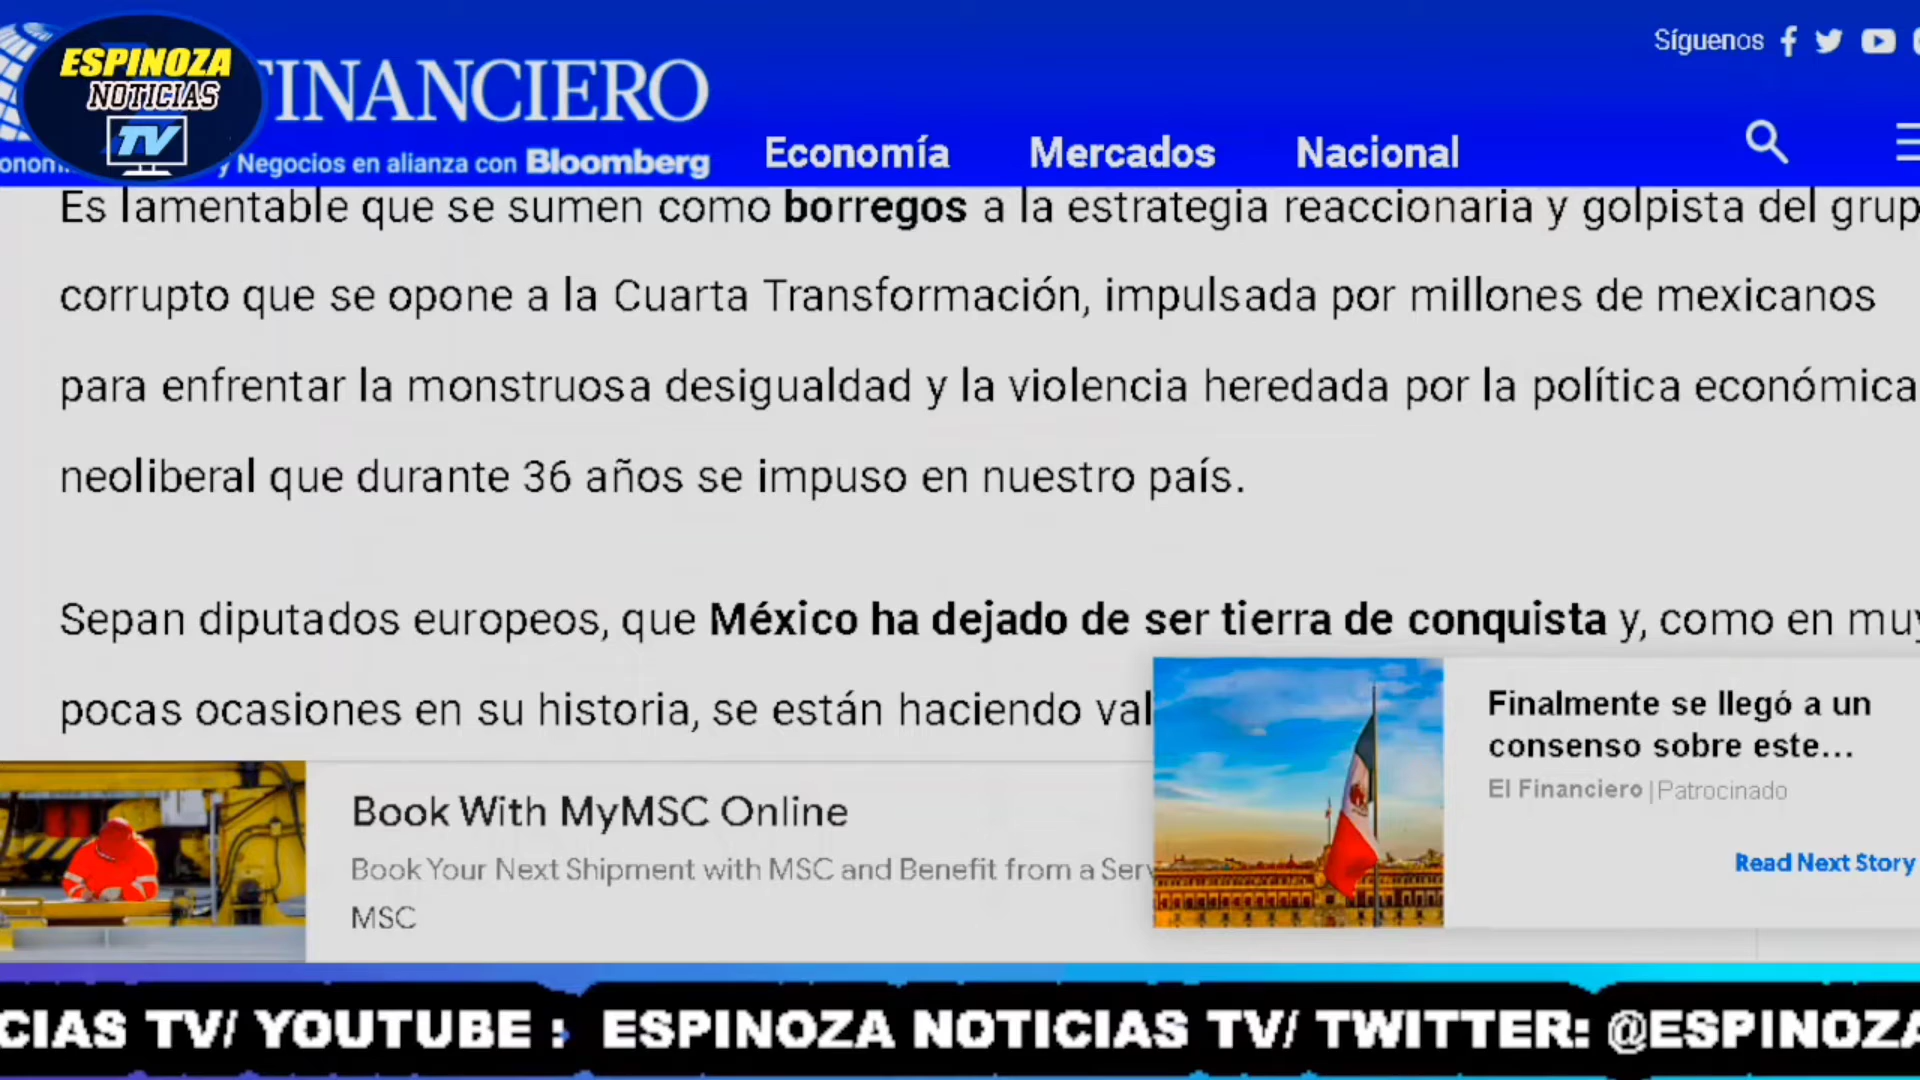 ESPINOZA
NOTICIAS
TV
FINANCIERO
y Negocios en alianza con Bloomberg
Economía
Mercados
Nacional
Síguenos
Es lamentable que se sumen como borregos a la estrategia reaccionaria y golpista del grup
corrupto que se opone a la Cuarta Transformación, impulsada por millones de mexicanos
para enfrentar la monstruosa desigualdad y la violencia heredada por la política económica
neoliberal que durante 36 años se impuso en nuestro país.
Sepan diputados europeos, que México ha dejado de ser tierra de conquista y, como en muy
pocas ocasiones en su historia, se están haciendo val
Finalmente se llegó a un
consenso sobre este...
El Financiero | Patrocinado
Read Next Story
Book With MyMSC Online
Book Your Next Shipment with MSC and Benefit from a Serv
MSC
CIAS TV/ YOUTUBE : ESPINOZA NOTICIAS TV/ TWITTER: @ESPINOZA